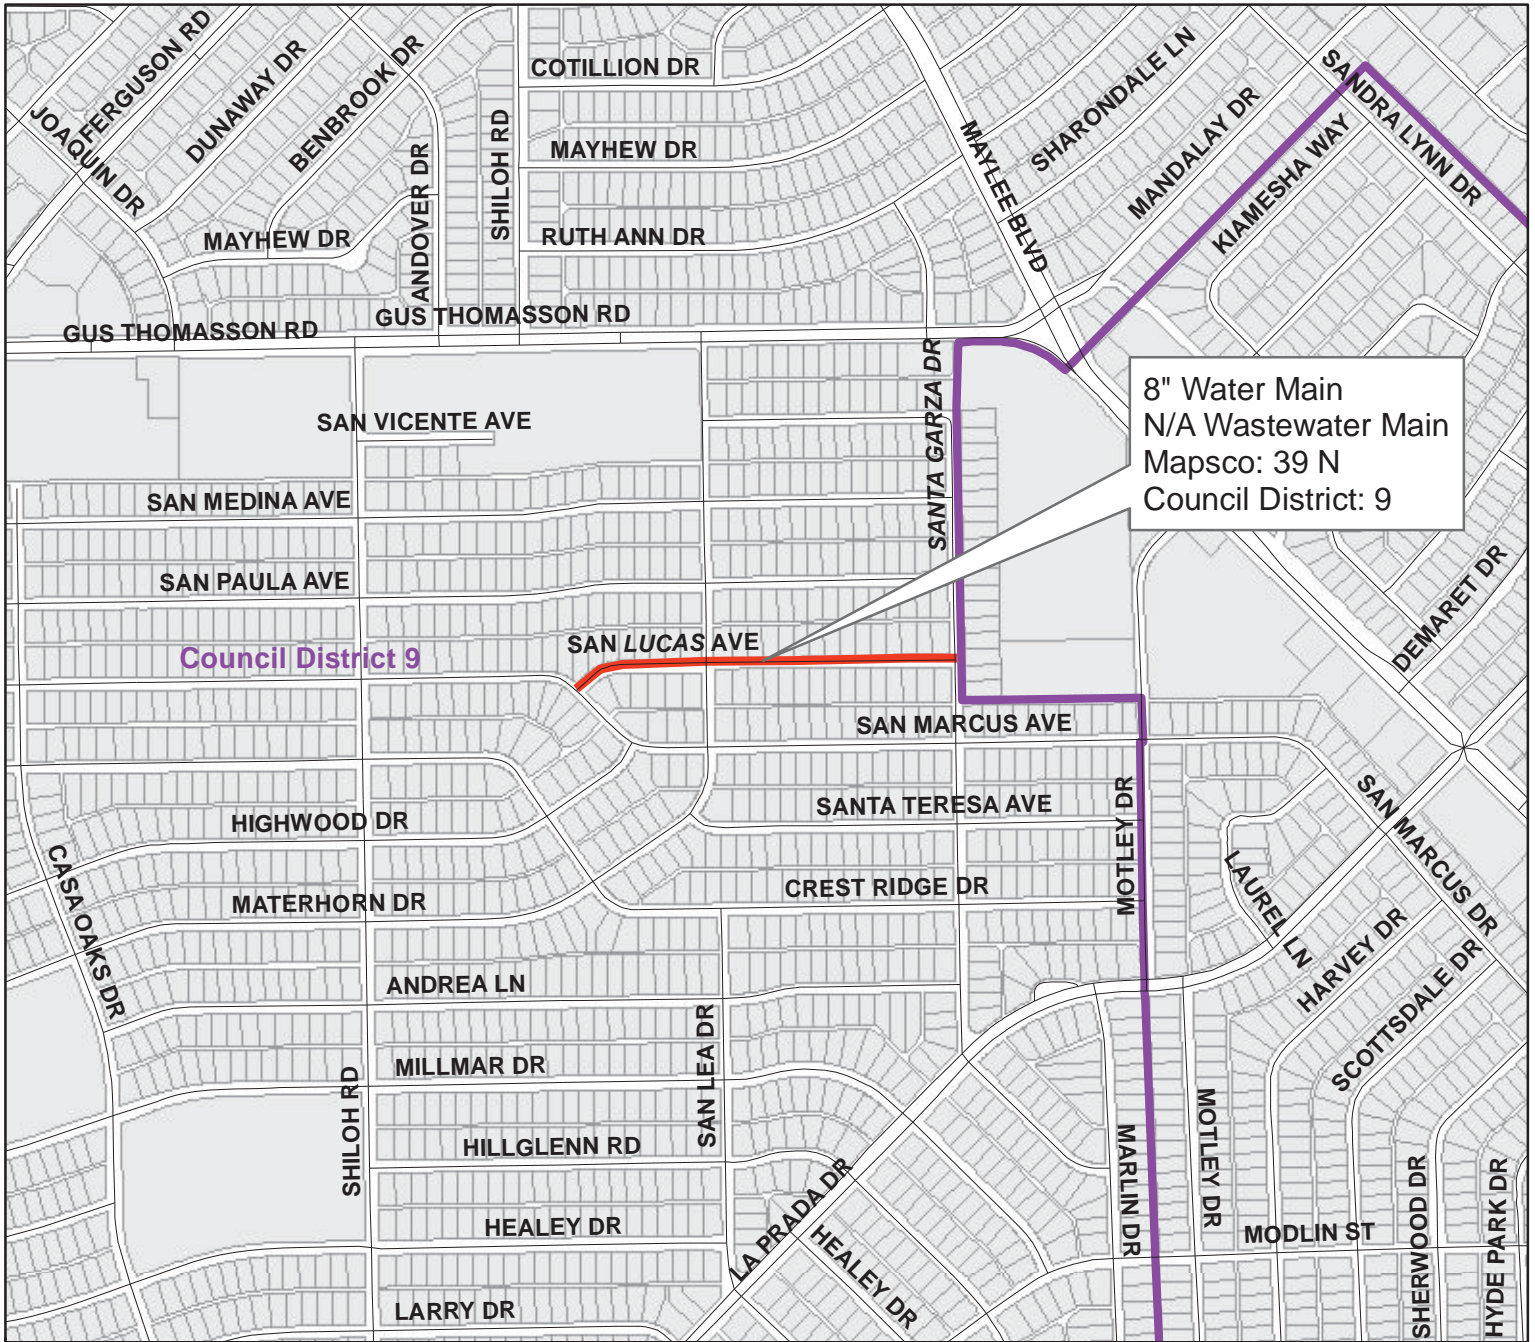 FERGUSON RD
DUNAWAY DR
BENBROOK DR
JOAQUIN DR
COTILLION DR
SHILOH RD
MAYHEW DR
ANDOVER DR
MAYHEW DR
RUTH ANN DR
MAYLEE BLVD
SHARONDALE LN
MANDALAY DR
KIAMESHA WAY
SANDRA LYNN DR
GUS THOMASSON RD
GUS THOMASSON RD
SANTA GARZA DR
8" Water Main
N/A Wastewater Main
Mapsco: 39 N
Council District: 9
SAN VICENTE AVE
SAN MEDINA AVE
SAN PAULA AVE
DEMARET DR
SAN LUCAS AVE
Council District 9
SAN MARCUS AVE
SANTA TERESA AVE
MOTLEY DR
SAN MARCUS DR
HIGHWOOD DR
CASA OAKS DR
MATERHORN DR
CREST RIDGE DR
LAUREL LN
HARVEY DR
SCOTTSDALE DR
ANDREA LN
SAN LEA DR
MILLMAR DR
SHILOH RD
HILLGLENN RD
MARLIN DR
MOTLEY DR
LA PRADA DR
HEALEY DR
HEALEY DR
MODLIN ST
SHERWOOD DR
HYDE PARK DR
LARRY DR